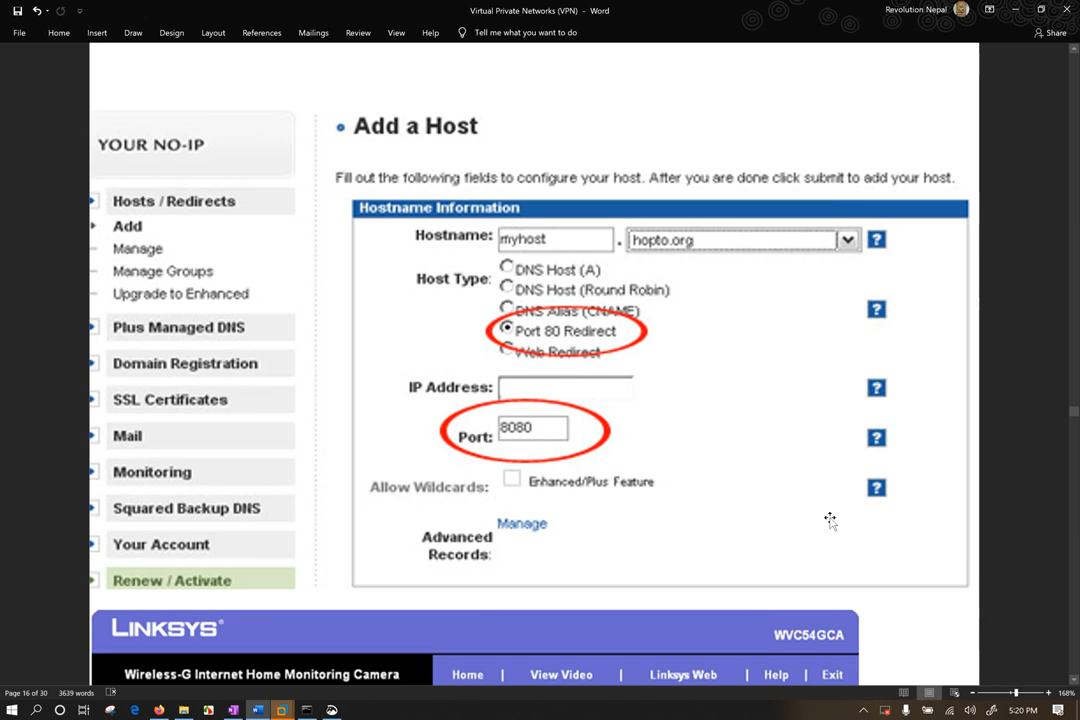 Virtual Private Networks (VPN) - Word
Revolution Nepal
File Home Insert Draw Design Layout References Mailings Review View Help Tell me what you want to do Share
YOUR NO-IP
Hosts / Redirects
Add
Manage
Manage Groups
Upgrade to Enhanced
Plus Managed DNS
Domain Registration
SSL Certificates
Mail
Monitoring
Squared Backup DNS
Your Account
Renew / Activate
Add a Host
Fill out the following fields to configure your host. After you are done click submit to add your host.
Hostname Information
Hostname: myhost . hopto.org ?
Host Type: DNS Host (A)
DNS Host (Round Robin)
DNS Alias (CNAME) ?
Port 80 Redirect
Web Redirect
IP Address: ?
Port: 8080 ?
Allow Wildcards: Enhanced/Plus Feature ?
Manage
Advanced
Records:
LINKSYS®
WVC54GCA
Wireless-G Internet Home Monitoring Camera Home | View Video | Linksys Web | Help | Exit
Page 16 of 30 3639 words 168%
5:20 PM